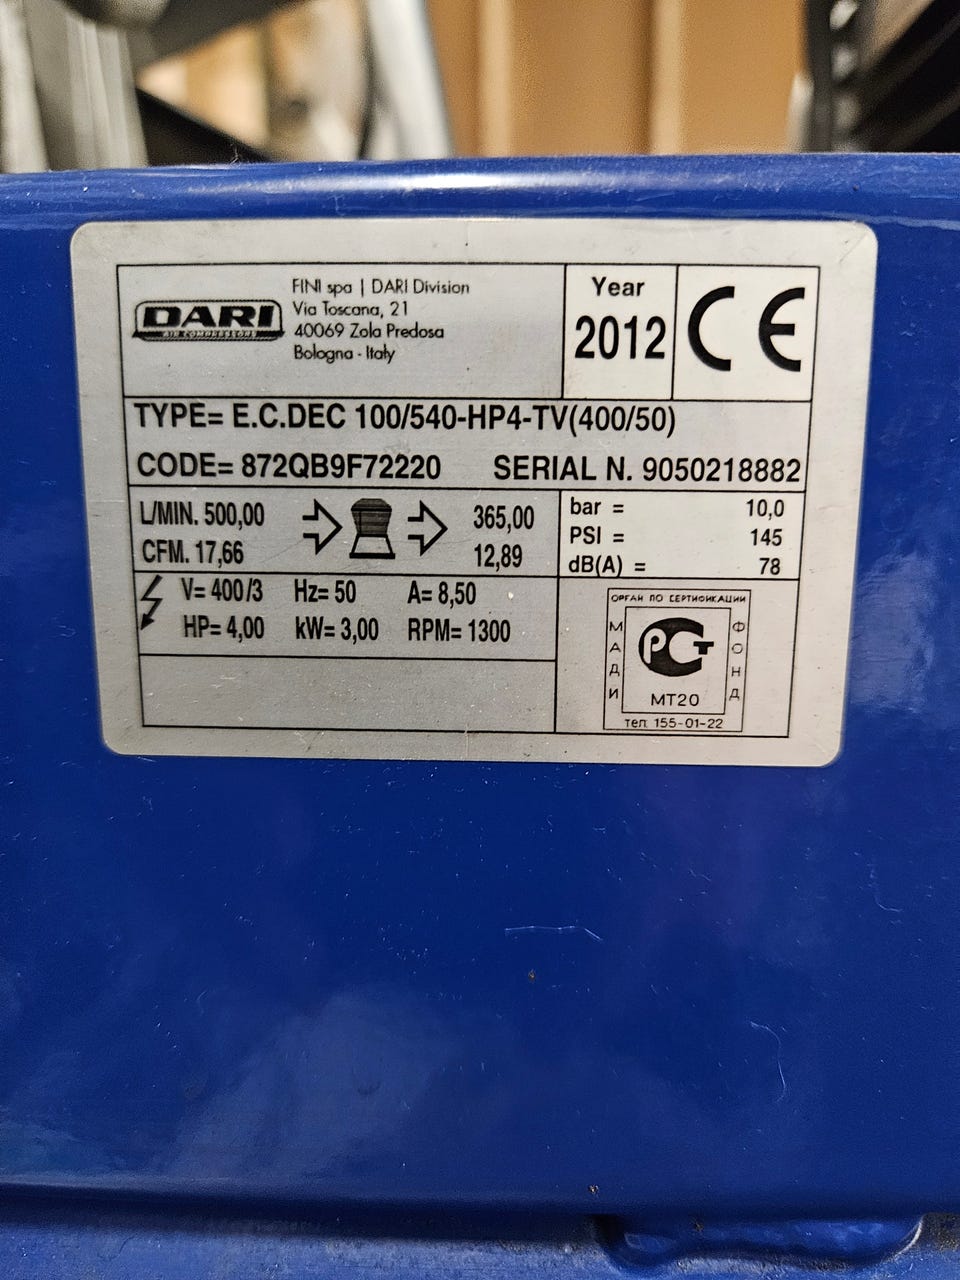 DARI
AIR COMPRESSORS
FINI spa | DARI Division
Via Toscana, 21
40069 Zola Predosa
Bologna - Italy
Year
2012
CE
TYPE= E.C.DEC 100/540-HP4-TV(400/50)
CODE= 872QB9F72220 SERIAL N. 9050218882
L/MIN. 500,00 365,00
CFM. 17,66 12,89
bar = 10,0
PSI = 145
dB(A) = 78
V= 400/3 Hz= 50 A= 8,50
HP= 4,00 kW= 3,00 RPM= 1300
ОРГАН ПО СЕРТИФИКАЦИИ
МАДИ
РСТ
ФОНД
МТ20
тел. 155-01-22